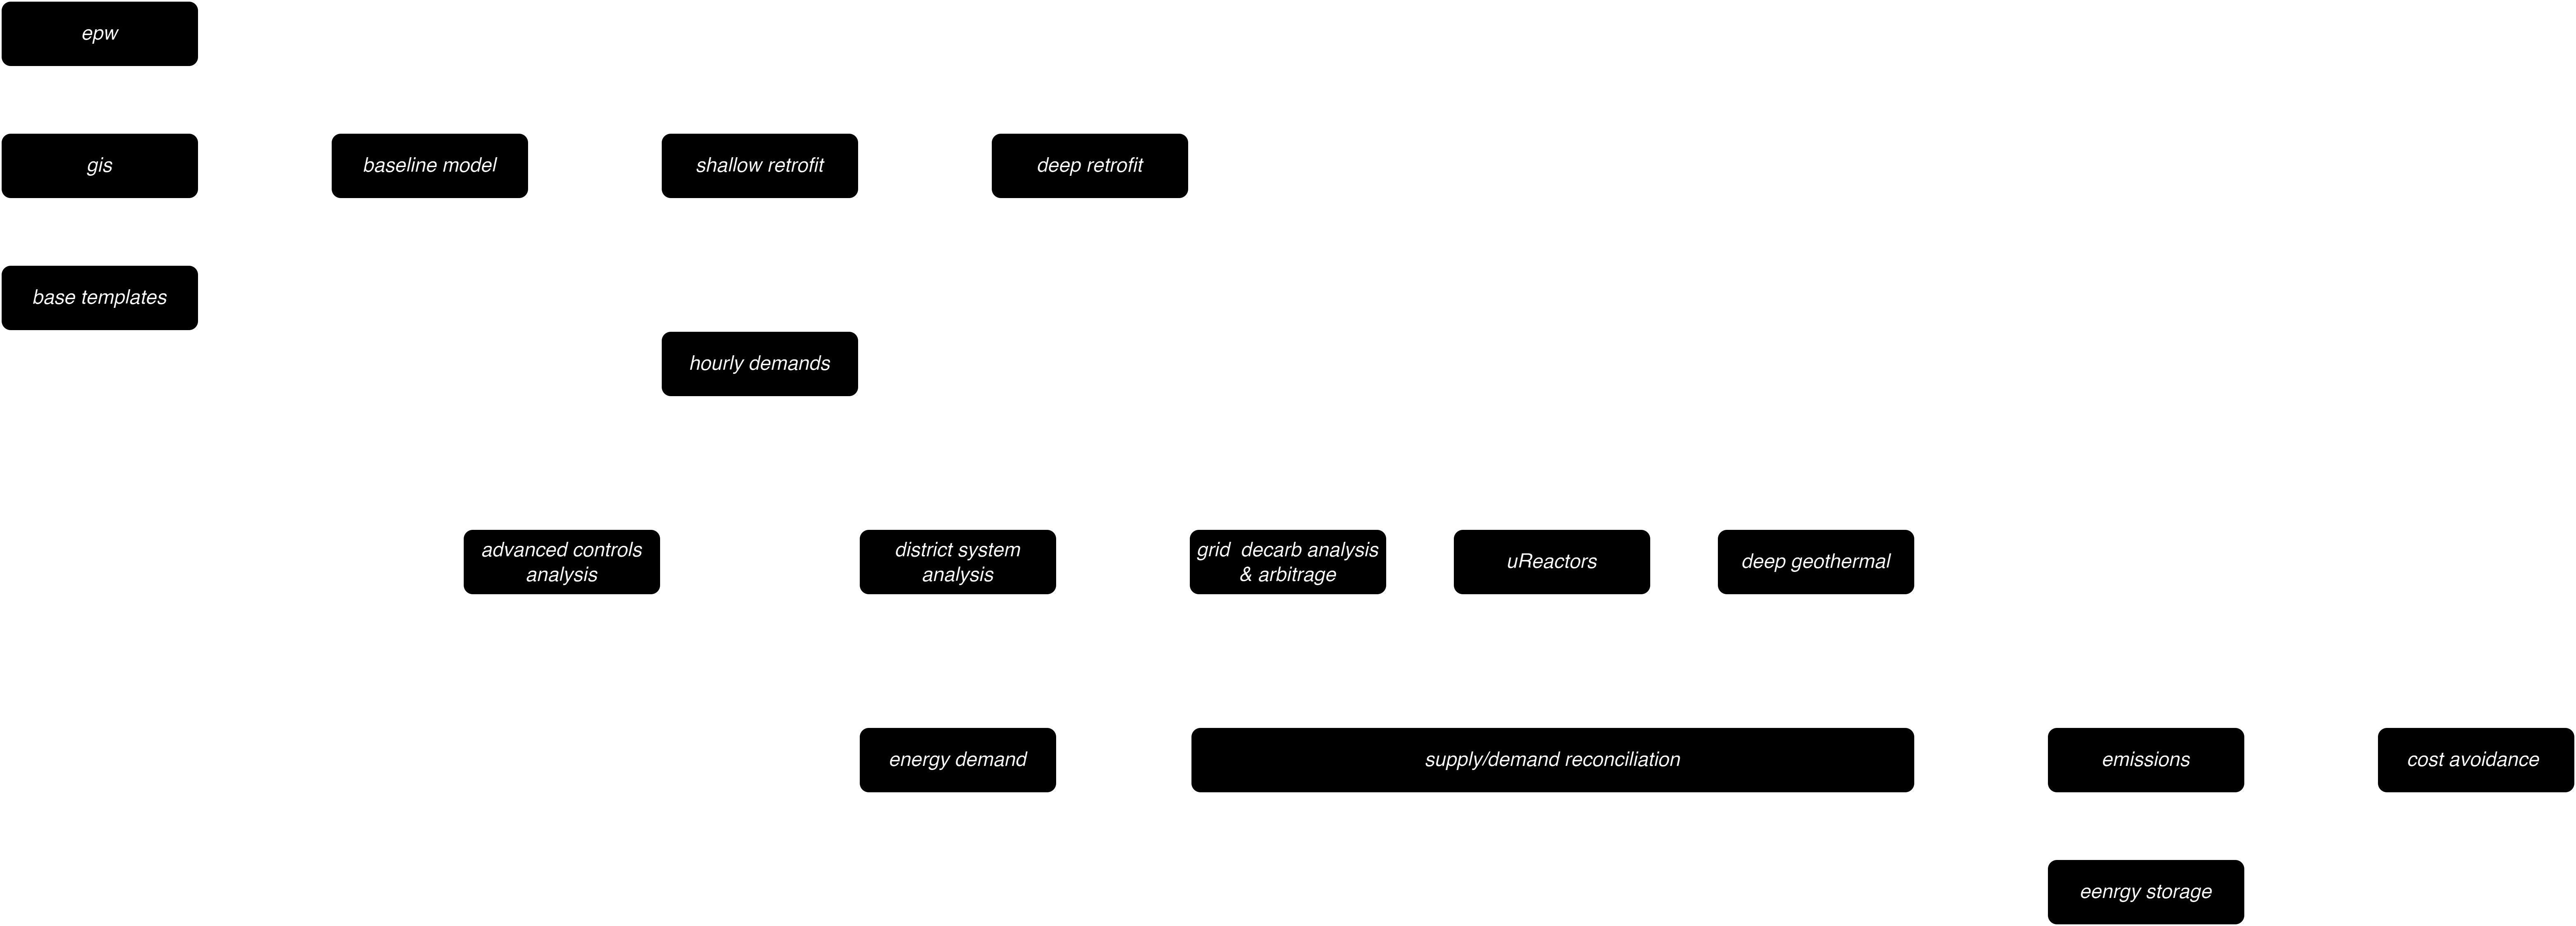 epw
gis
baseline model
shallow retrofit
deep retrofit
base templates
hourly demands
advanced controls
analysis
district system
analysis
grid  decarb analysis
& arbitrage
uReactors
deep geothermal
energy demand
supply/demand reconciliation
emissions
cost avoidance
eenrgy storage